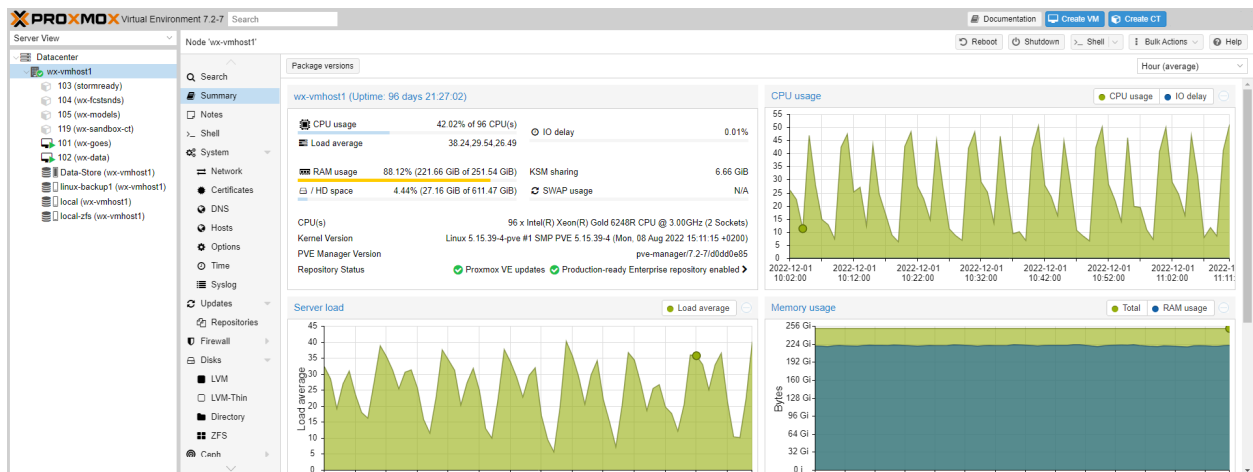 PROXMOX Virtual Environment 7.2-7 Search
Documentation Create VM Create CT
Server View
Datacenter
wx-vmhost1
103 (stormready)
104 (wx-fcstsnds)
105 (wx-models)
119 (wx-sandbox-ct)
101 (wx-goes)
102 (wx-data)
Data-Store (wx-vmhost1)
linux-backup1 (wx-vmhost1)
local (wx-vmhost1)
local-zfs (wx-vmhost1)
Node 'wx-vmhost1'
Reboot Shutdown >_ Shell Bulk Actions Help
Search
Summary
Notes
>_ Shell
System
Network
Certificates
DNS
Hosts
Options
Time
Syslog
Updates
Repositories
Firewall
Disks
LVM
LVM-Thin
Directory
ZFS
Ceph
Package versions
Hour (average)
wx-vmhost1 (Uptime: 96 days 21:27:02)
CPU usage 42.02% of 96 CPU(s)
IO delay 0.01%
Load average 38.24,29.54,26.49
RAM usage 88.12% (221.66 GiB of 251.54 GiB)
KSM sharing 6.66 GiB
/ HD space 4.44% (27.16 GiB of 611.47 GiB)
SWAP usage N/A
CPU(s) 96 x Intel(R) Xeon(R) Gold 6248R CPU @ 3.00GHz (2 Sockets)
Kernel Version Linux 5.15.39-4-pve #1 SMP PVE 5.15.39-4 (Mon, 08 Aug 2022 15:11:15 +0200)
PVE Manager Version pve-manager/7.2-7/d0dd0e85
Repository Status Proxmox VE updates Production-ready Enterprise repository enabled
CPU usage
CPU usage IO delay
55
50
45
40
35
30
25
20
15
10
5
0
2022-12-01 2022-12-01 2022-12-01 2022-12-01 2022-12-01 2022-12-01 2022-12-01 2022-1
10:02:00 10:12:00 10:22:00 10:32:00 10:42:00 10:52:00 11:02:00 11:11:
Server load
Load average
Load average
45
40
35
30
25
20
15
10
5
0
Memory usage
Total RAM usage
Bytes
256 Gi
224 Gi
192 Gi
160 Gi
128 Gi
96 Gi
64 Gi
32 Gi
0 i